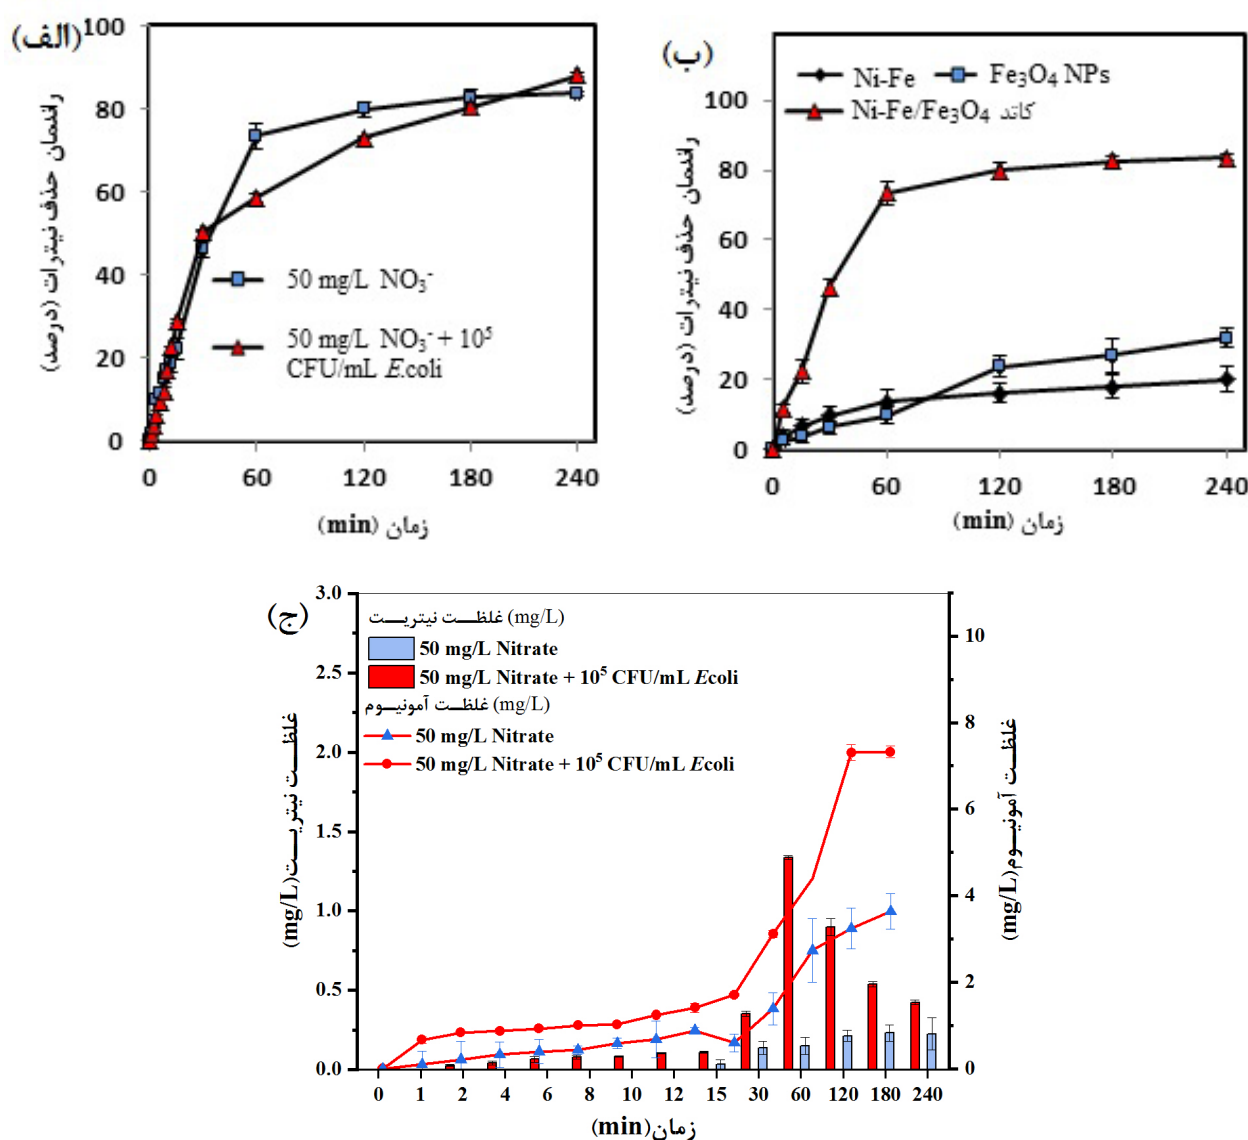 (الف)
راندمان حذف نیترات (درصد)
100
80
60
40
20
0
50 mg/L NO₃⁻
50 mg/L NO₃⁻ + 10⁵
CFU/mL E.coli
0 60 120 180 240
زمان (min)
(ب)
راندمان حذف نیترات (درصد)
Ni-Fe
Fe₃O₄ NPs
Ni-Fe/Fe₃O₄ کاتد
100
80
60
40
20
0
0 60 120 180 240
زمان (min)
(ج)
غلظت نیتریت (mg/L)
3.0
2.5
2.0
1.5
1.0
0.5
0.0
غلظت نیتریت (mg/L)
50 mg/L Nitrate
50 mg/L Nitrate + 10⁵ CFU/mL Ecoli
غلظت آمونیوم (mg/L)
50 mg/L Nitrate
50 mg/L Nitrate + 10⁵ CFU/mL Ecoli
10
8
6
4
2
0
غلظت آمونیوم (mg/L)
0 1 2 4 6 8 10 12 15 30 60 120 180 240
زمان (min)